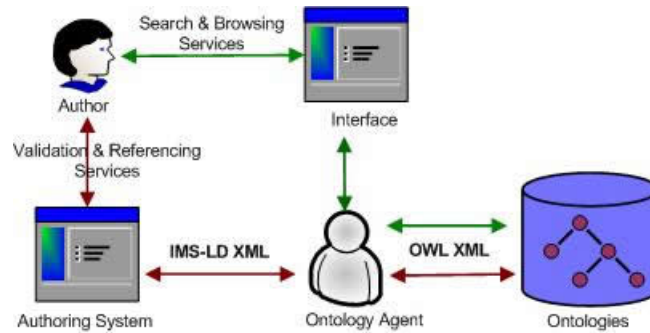 Search & Browsing
Services
Author
Interface
Validation & Referencing
Services
IMS-LD XML
OWL XML
Authoring System
Ontology Agent
Ontologies